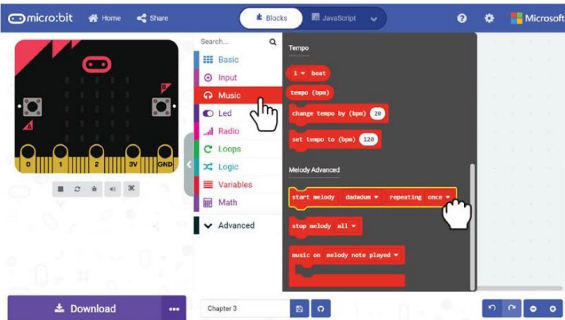 micro:bit Home Share Blocks JavaScript Microsoft
Search...
Basic
Input
Music
Led
Radio
Loops
Logic
Variables
Math
Advanced
Tempo
1 beat
tempo (bpm)
change tempo by (bpm) 20
set tempo to (bpm) 120
Melody Advanced
start melody dadadum repeating once
stop melody all
music on melody note played
A
B
0 1 2 3V GND
Download ... Chapter 3